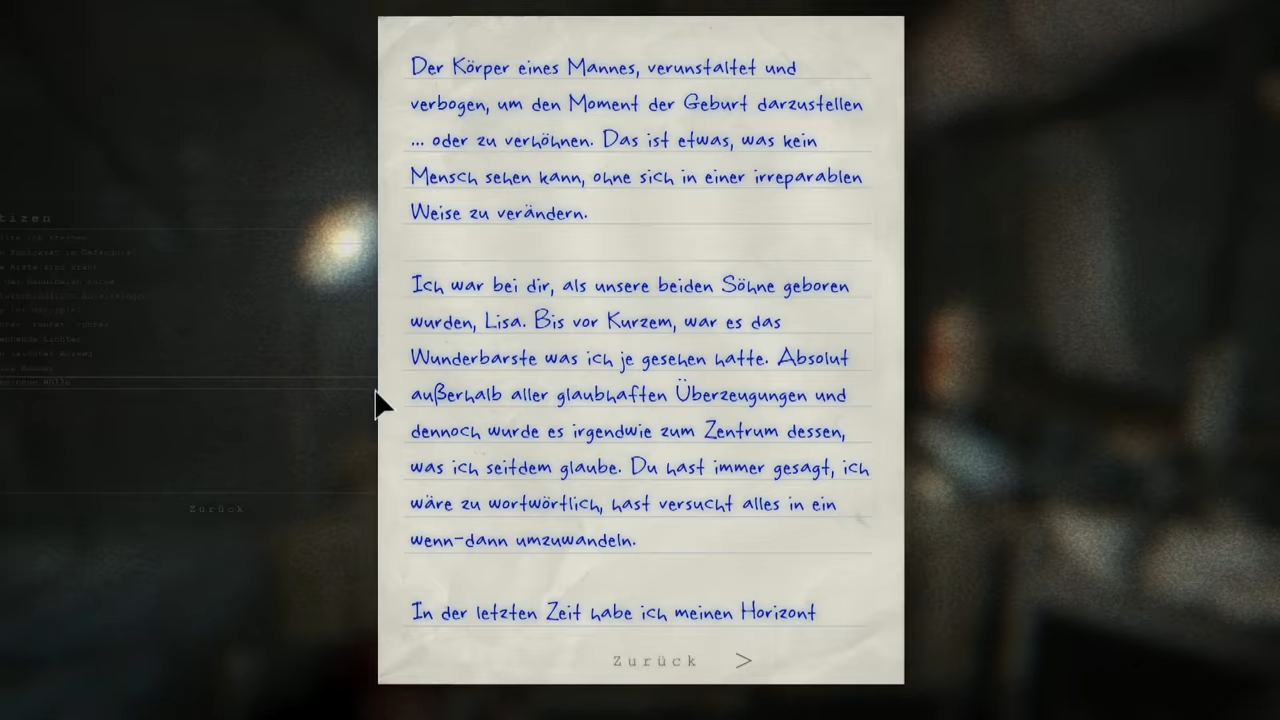 Der Körper eines Mannes, verunstaltet und
verbogen, um den Moment der Geburt darzustellen
... oder zu verhöhnen. Das ist etwas, was kein
Mensch sehen kann, ohne sich in einer irreparablen
Weise zu verändern.
Ich war bei dir, als unsere beiden Söhne geboren
wurden, Lisa. Bis vor Kurzem, war es das
Wunderbarste was ich je gesehen hatte. Absolut
außerhalb aller glaubhaften Überzeugungen und
dennoch wurde es irgendwie zum Zentrum dessen,
was ich seitdem glaube. Du hast immer gesagt, ich
wäre zu wortwörtlich, hast versucht alles in ein
wenn-dann umzuwandeln.
In der letzten Zeit habe ich meinen Horizont
Zurück >
tizen
Zurück